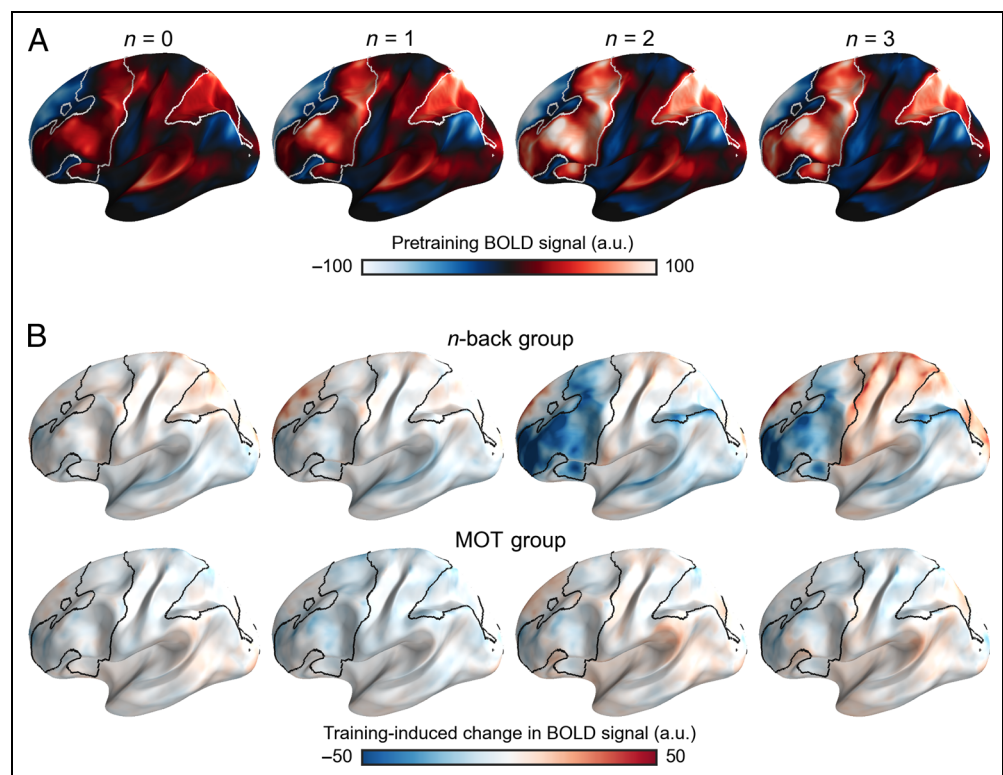 A
n = 0 n = 1 n = 2 n = 3
Pretraining BOLD signal (a.u.)
–100 100
B
n-back group
MOT group
Training-induced change in BOLD signal (a.u.)
–50 50